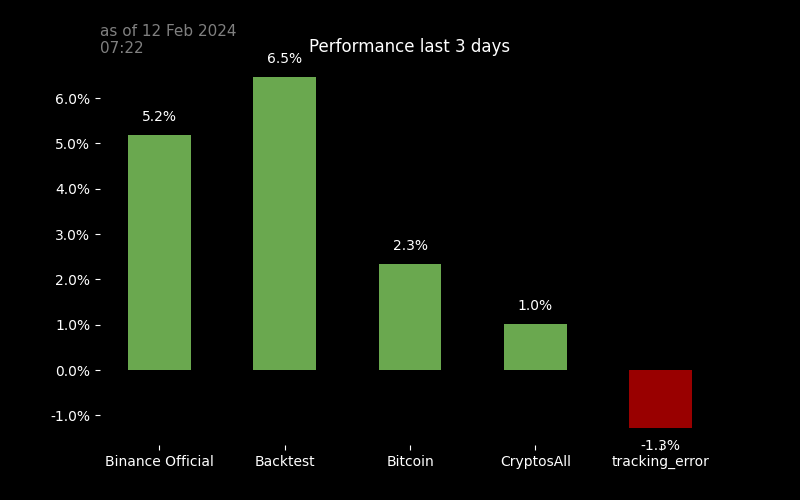 as of 12 Feb 2024
07:22
Performance last 3 days
6.5%
5.2%
2.3%
1.0%
-1.3%
6.0%
5.0%
4.0%
3.0%
2.0%
1.0%
0.0%
-1.0%
Binance Official
Backtest
Bitcoin
CryptosAll
tracking_error